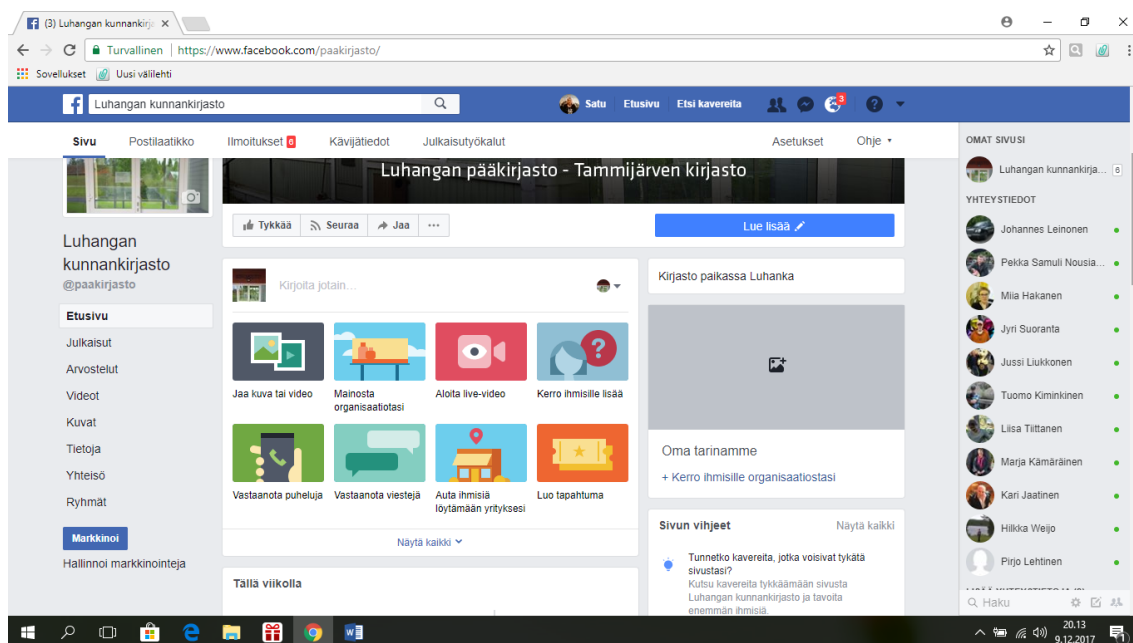 (3) Luhangan kunnankirja
Turvallinen | https://www.facebook.com/paakirjasto/
Sovellukset Uusi välilehti
Luhangan kunnankirjasto
Satu Etusivu Etsi kavereita 3
Sivu Postilaatikko Ilmoitukset 6 Kävijätiedot Julkaisutyökalut Asetukset Ohje
Luhangan pääkirjasto - Tammijärven kirjasto
Tykkää Seuraa Jaa ...
Lue lisää
Luhangan
kunnankirjasto
@paakirjasto
Etusivu
Julkaisut
Arvostelut
Videot
Kuvat
Tietoja
Yhteisö
Ryhmät
Markkinoi
Hallinnoi markkinointeja
Kirjoita jotain...
Jaa kuva tai video
Mainosta
organisaatiotasi
Aloita live-video
Kerro ihmisille lisää
Vastaanota puheluja
Vastaanota viestejä
Auta ihmisiä
löytämään yrityksesi
Luo tapahtuma
Näytä kaikki
Tällä viikolla
Kirjasto paikassa Luhanka
Oma tarinamme
+ Kerro ihmisille organisaatiostasi
Sivun vihjeet Näytä kaikki
Tunnetko kavereita, jotka voisivat tykätä
sivustasi?
Kutsu kavereita tykkäämään sivusta
Luhangan kunnankirjasto ja tavoita
enemmän ihmisiä.
OMAT SIVUSI
Luhangan kunnankirja... 6
YHTEYSTIEDOT
Johannes Leinonen
Pekka Samuli Nousia...
Miia Hakanen
Jyri Suoranta
Jussi Liukkonen
Tuomo Kiminkinen
Liisa Tiittanen
Marja Kämäräinen
Kari Jaatinen
Hilkka Weijo
Pirjo Lehtinen
Haku
20.13
9.12.2017